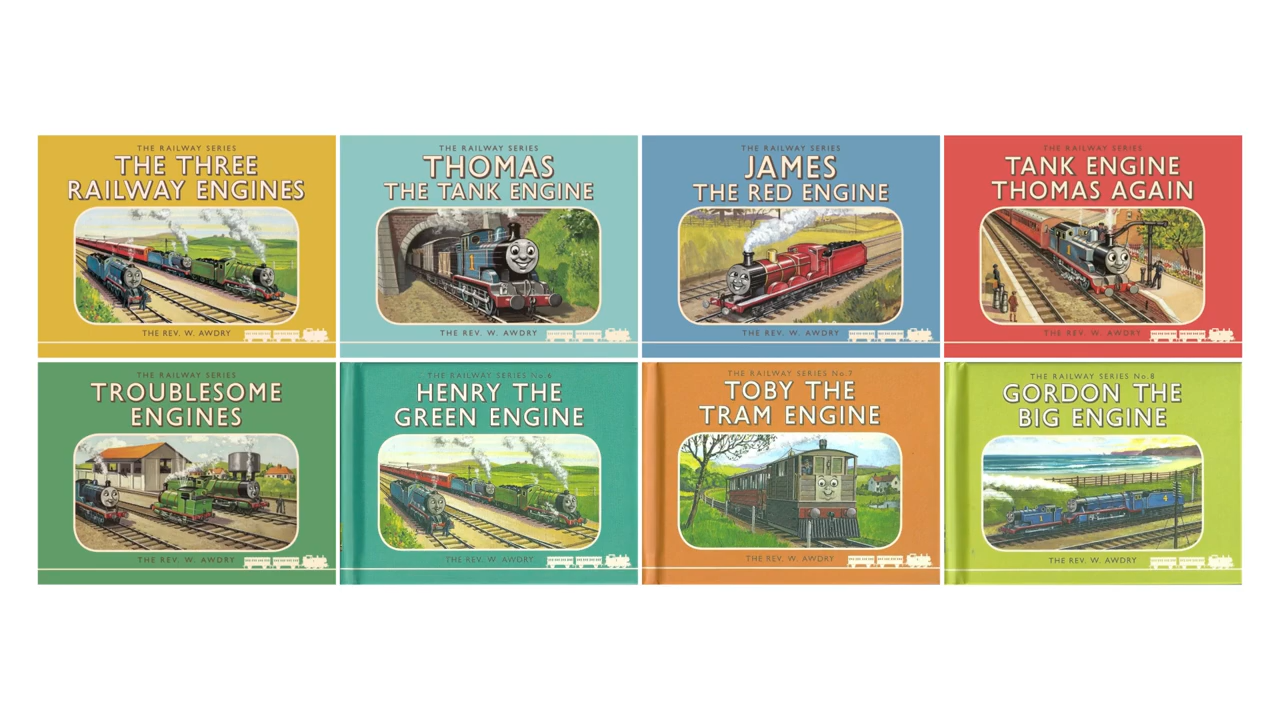 THE RAILWAY SERIES
THE THREE
RAILWAY ENGINES
THE REV. W. AWDRY
THE RAILWAY SERIES
THOMAS
THE TANK ENGINE
1
THE REV. W. AWDRY
THE RAILWAY SERIES
JAMES
THE RED ENGINE
THE REV. W. AWDRY
THE RAILWAY SERIES
TANK ENGINE
THOMAS AGAIN
THE REV. W. AWDRY
THE RAILWAY SERIES
TROUBLESOME
ENGINES
THE REV. W. AWDRY
THE RAILWAY SERIES No.6
HENRY THE
GREEN ENGINE
THE REV. W. AWDRY
THE RAILWAY SERIES No.7
TOBY THE
TRAM ENGINE
THE REV. W. AWDRY
THE RAILWAY SERIES No.8
GORDON THE
BIG ENGINE
1
4
THE REV. W. AWDRY